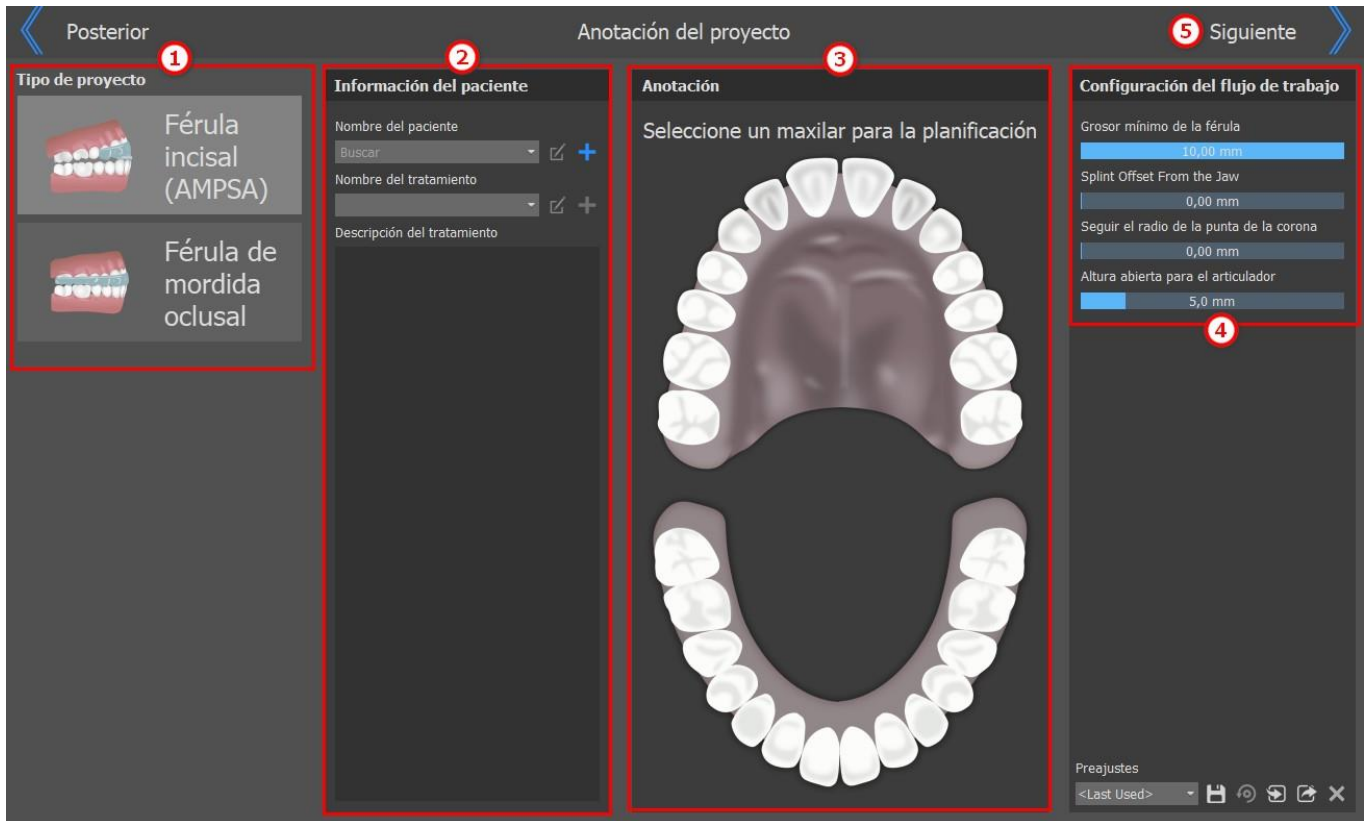 Posterior
Anotación del proyecto
5
Siguiente
1
Tipo de proyecto
Férula
incisal
(AMPSA)
Férula de
mordida
oclusal
2
Información del paciente
Nombre del paciente
Buscar
Nombre del tratamiento
Descripción del tratamiento
3
Anotación
Seleccione un maxilar para la planificación
Configuración del flujo de trabajo
Grosor mínimo de la férula
10,00 mm
Splint Offset From the Jaw
0,00 mm
Seguir el radio de la punta de la corona
0,00 mm
Altura abierta para el articulador
5,0 mm
4
Preajustes
<Last Used>